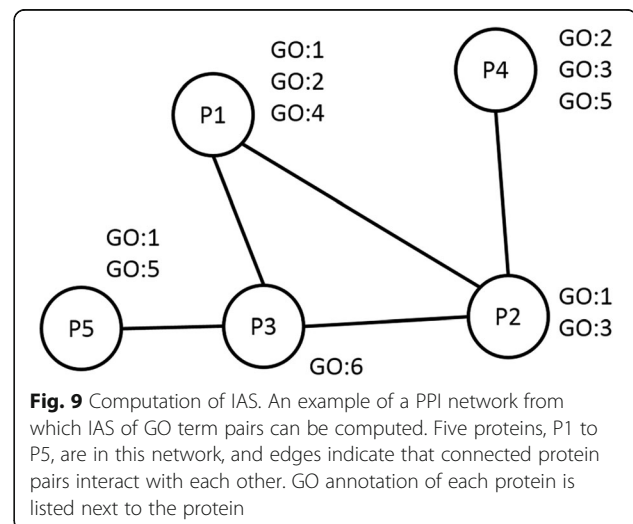 GO:1
GO:2
GO:4
P1
P4
GO:2
GO:3
GO:5
GO:1
GO:5
P5
P3
GO:6
P2
GO:1
GO:3
Fig. 9 Computation of IAS. An example of a PPI network from
which IAS of GO term pairs can be computed. Five proteins, P1 to
P5, are in this network, and edges indicate that connected protein
pairs interact with each other. GO annotation of each protein is
listed next to the protein